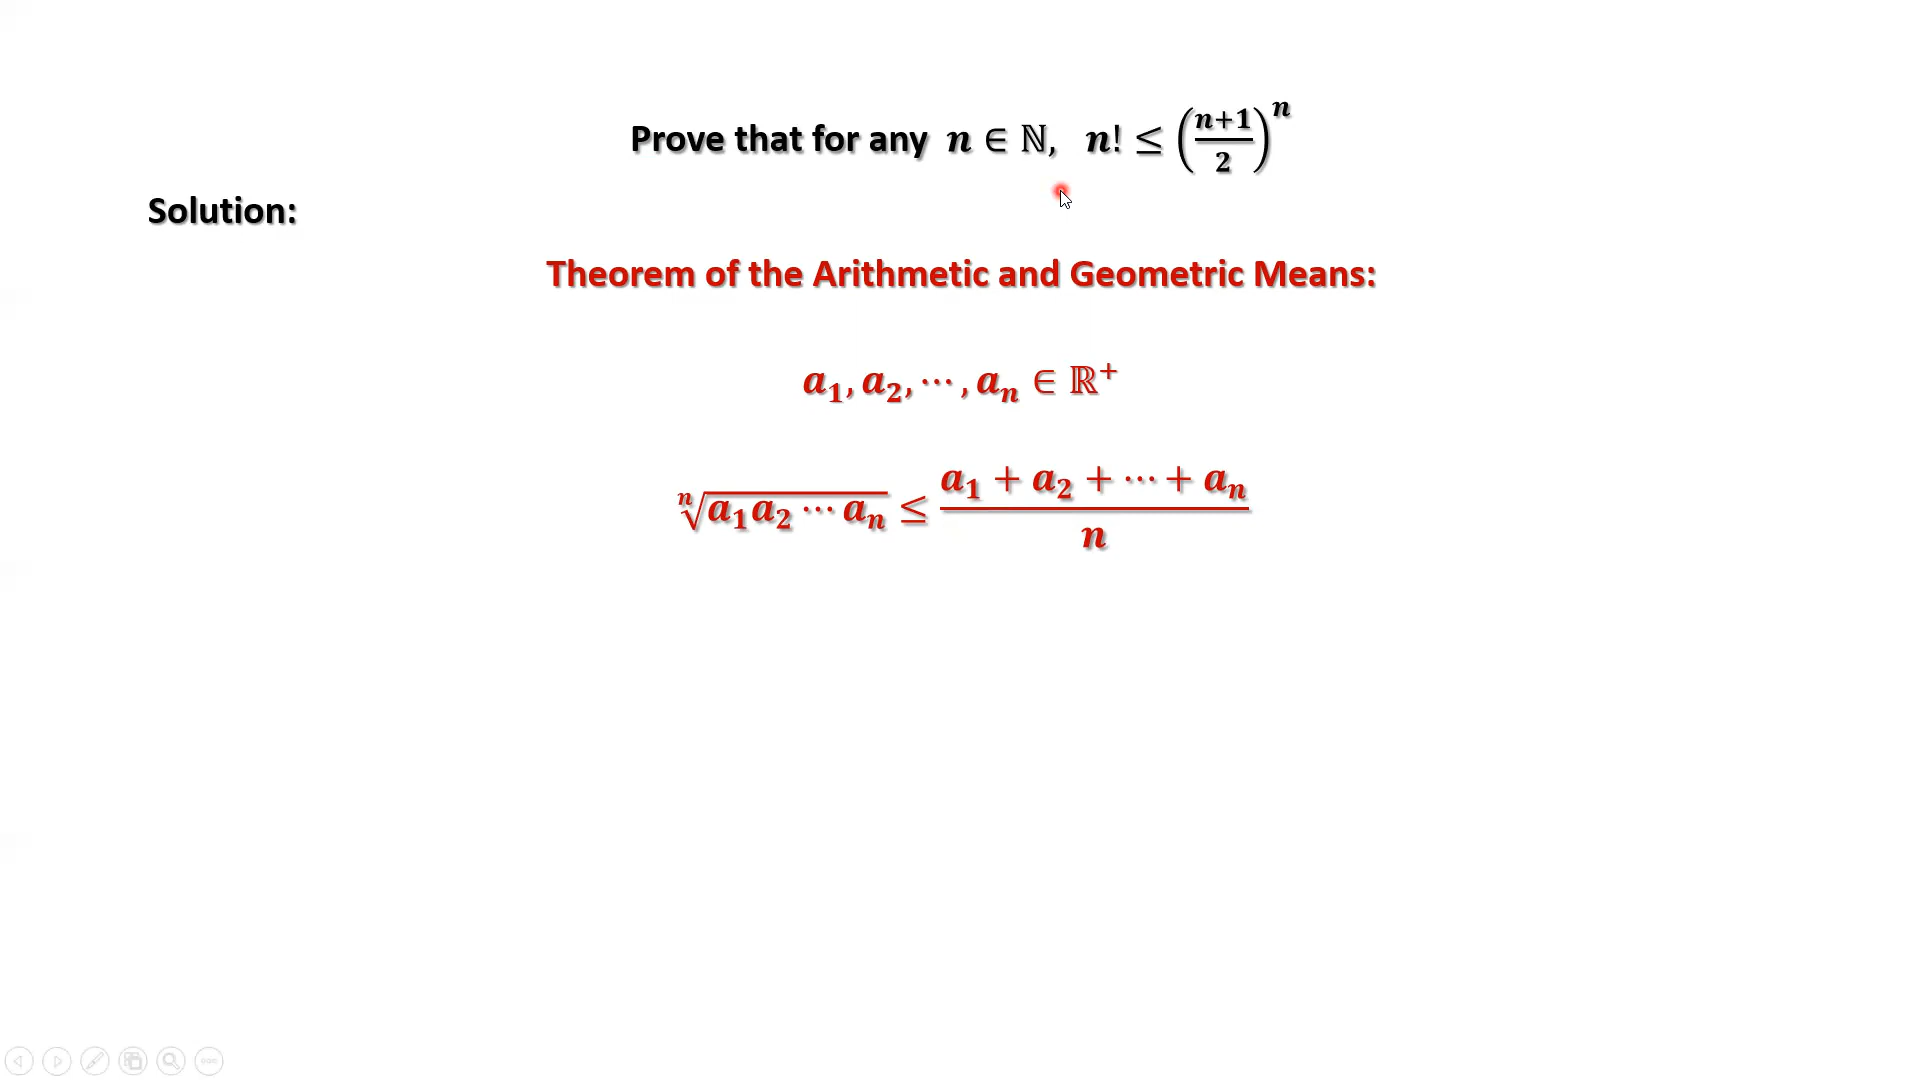 Prove that for any n ∈ ℕ, n! ≤ ((n+1)/2)^n
Solution:
Theorem of the Arithmetic and Geometric Means:
a₁, a₂, ⋯, aₙ ∈ ℝ⁺
ⁿ√(a₁a₂ ⋯ aₙ) ≤ (a₁ + a₂ + ⋯ + aₙ)/n